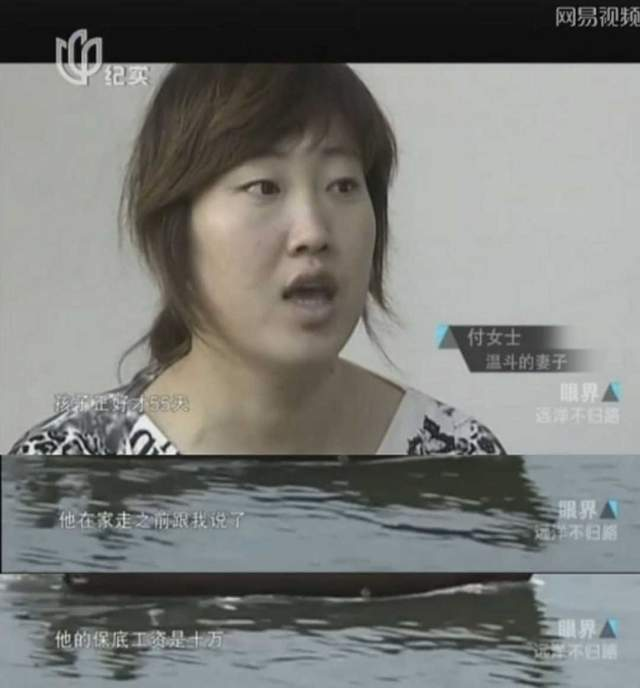 网易视频
纪实
付女士
温斗的妻子
孩子正好才55天
眼界
远洋不归路
他在家走之前跟我说了
眼界
远洋不归路
他的保底工资是十万
眼界
远洋不归路